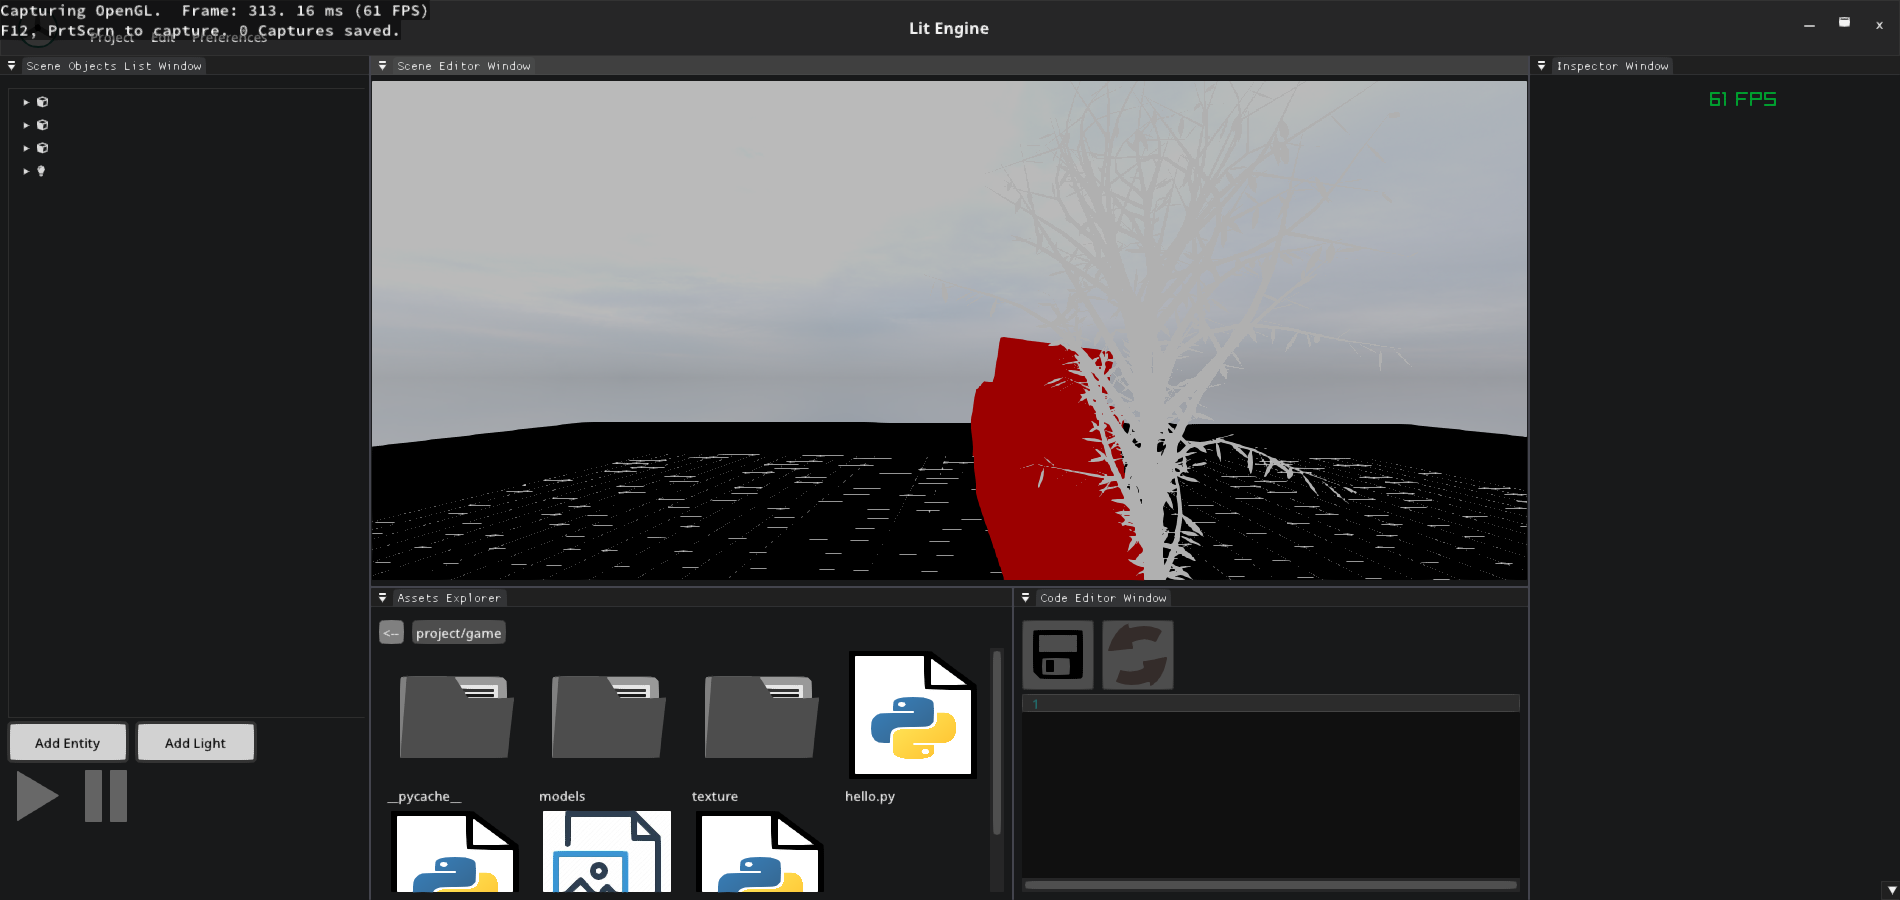 Capturing OpenGL. Frame: 313. 16 ms (61 FPS)
F12, PrtScrn to capture. 0 Captures saved.
Project Edit Preferences
Lit Engine
x
Scene Objects List Window
Scene Editor Window
Inspector Window
61 FPS
Add Entity
Add Light
Assets Explorer
<--
project/game
__pycache__
models
texture
hello.py
Code Editor Window
1